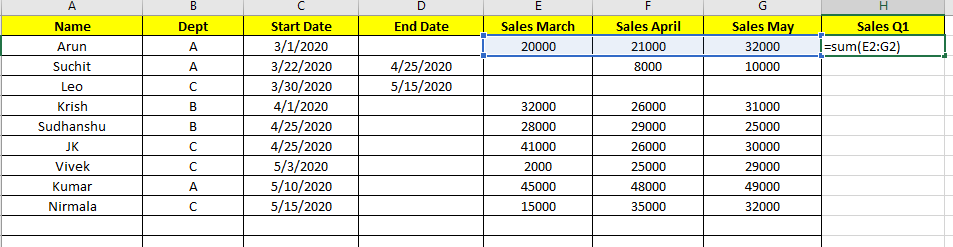 A B C D E F G H
Name Dept Start Date End Date Sales March Sales April Sales May Sales Q1
Arun A 3/1/2020 20000 21000 32000 =sum(E2:G2)
Suchit A 3/22/2020 4/25/2020 8000 10000
Leo C 3/30/2020 5/15/2020
Krish B 4/1/2020 32000 26000 31000
Sudhanshu B 4/25/2020 28000 29000 25000
JK C 4/25/2020 41000 26000 30000
Vivek C 5/3/2020 2000 25000 29000
Kumar A 5/10/2020 45000 48000 49000
Nirmala C 5/15/2020 15000 35000 32000